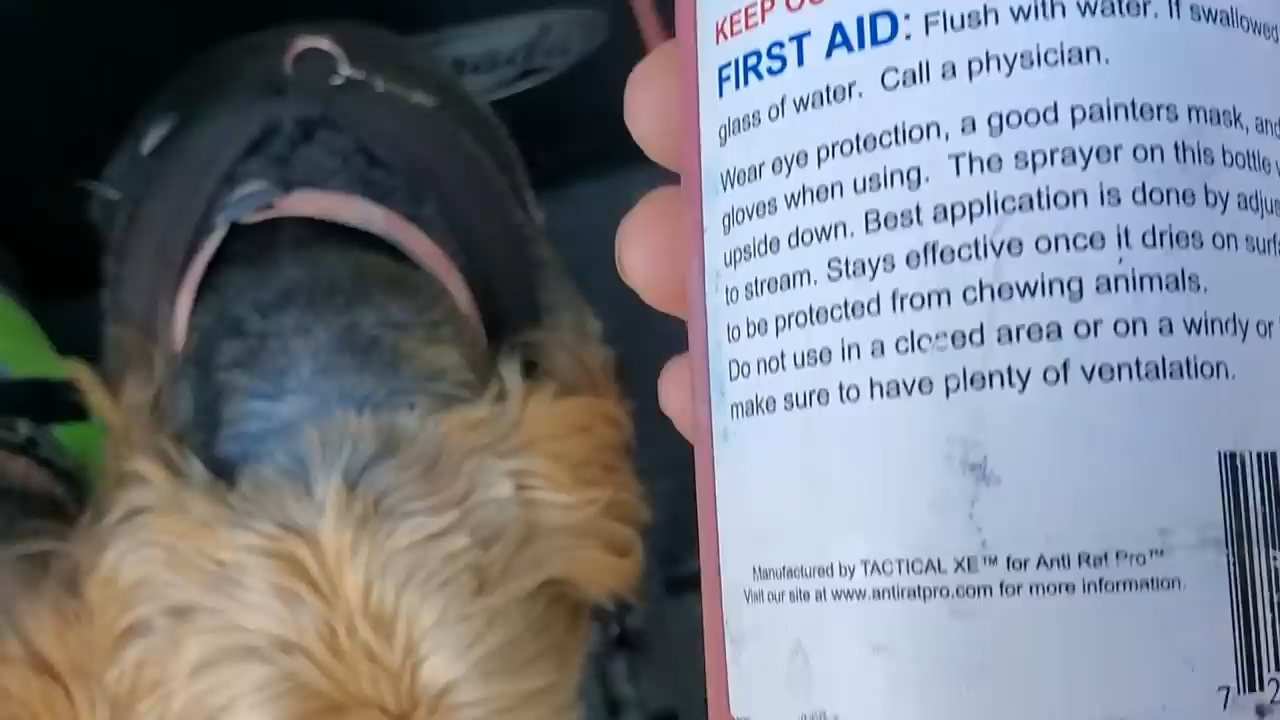 KEEP
FIRST AID: Flush with water. If swallowed
glass of water. Call a physician.
Wear eye protection, a good painters mask, and
gloves when using. The sprayer on this bottle
upside down. Best application is done by
to stream. Stays effective once it dries on
to be protected from chewing animals.
Do not use in a closed area or on a windy or
make sure to have plenty of ventalation.
Manufactured by TACTICAL XE™ for Anti Rat Pro™
Visit our site at www.antiratpro.com for more information.
7 2